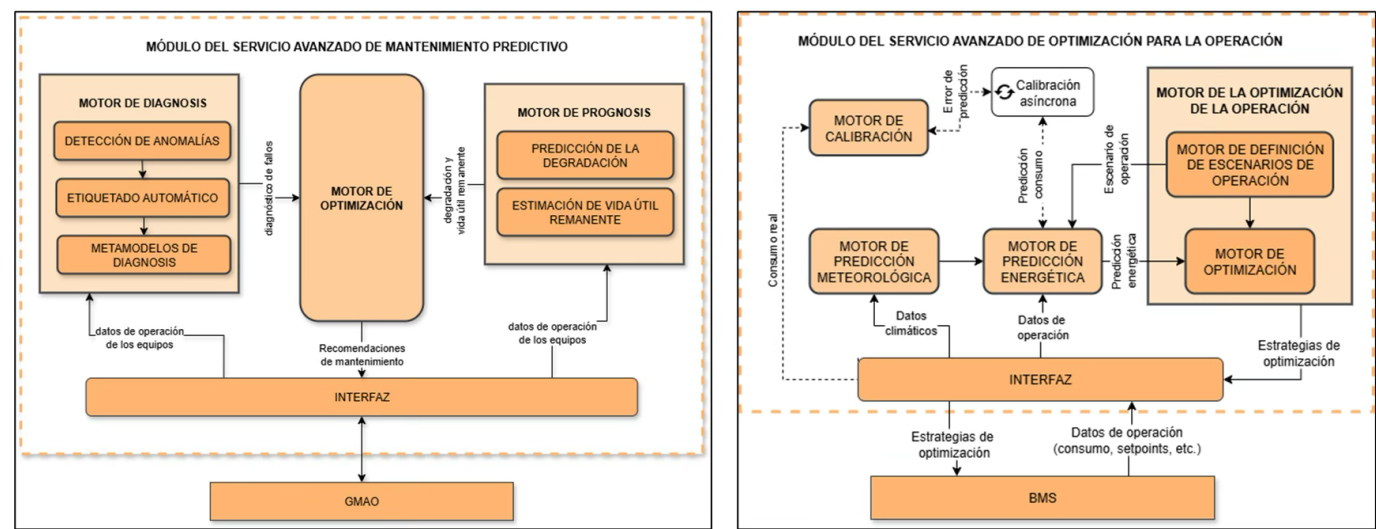 MÓDULO DEL SERVICIO AVANZADO DE MANTENIMIENTO PREDICTIVO
MOTOR DE DIAGNOSIS
DETECCIÓN DE ANOMALÍAS
ETIQUETADO AUTOMÁTICO
METAMODELOS DE
DIAGNOSIS
diagnóstico de fallos
MOTOR DE
OPTIMIZACIÓN
degradación y
vida útil remanente
MOTOR DE PROGNOSIS
PREDICCIÓN DE LA
DEGRADACIÓN
ESTIMACIÓN DE VIDA ÚTIL
REMANENTE
datos de operación
de los equipos
Recomendaciones
de mantenimiento
datos de operación
de los equipos
INTERFAZ
GMAO
MÓDULO DEL SERVICIO AVANZADO DE OPTIMIZACIÓN PARA LA OPERACIÓN
MOTOR DE
CALIBRACIÓN
Error de
predicción
Calibración
asíncrona
MOTOR DE LA OPTIMIZACIÓN
DE LA OPERACIÓN
MOTOR DE DEFINICIÓN
DE ESCENARIOS DE
OPERACIÓN
Predicción
consumo
Escenario de
operación
Consumo real
MOTOR DE
PREDICCIÓN
METEOROLÓGICA
MOTOR DE
PREDICCIÓN
ENERGÉTICA
Predicción
energética
MOTOR DE
OPTIMIZACIÓN
Datos
climáticos
Datos de
operación
Estrategias de
optimización
INTERFAZ
Estrategias de
optimización
Datos de operación
(consumo, setpoints, etc.)
BMS